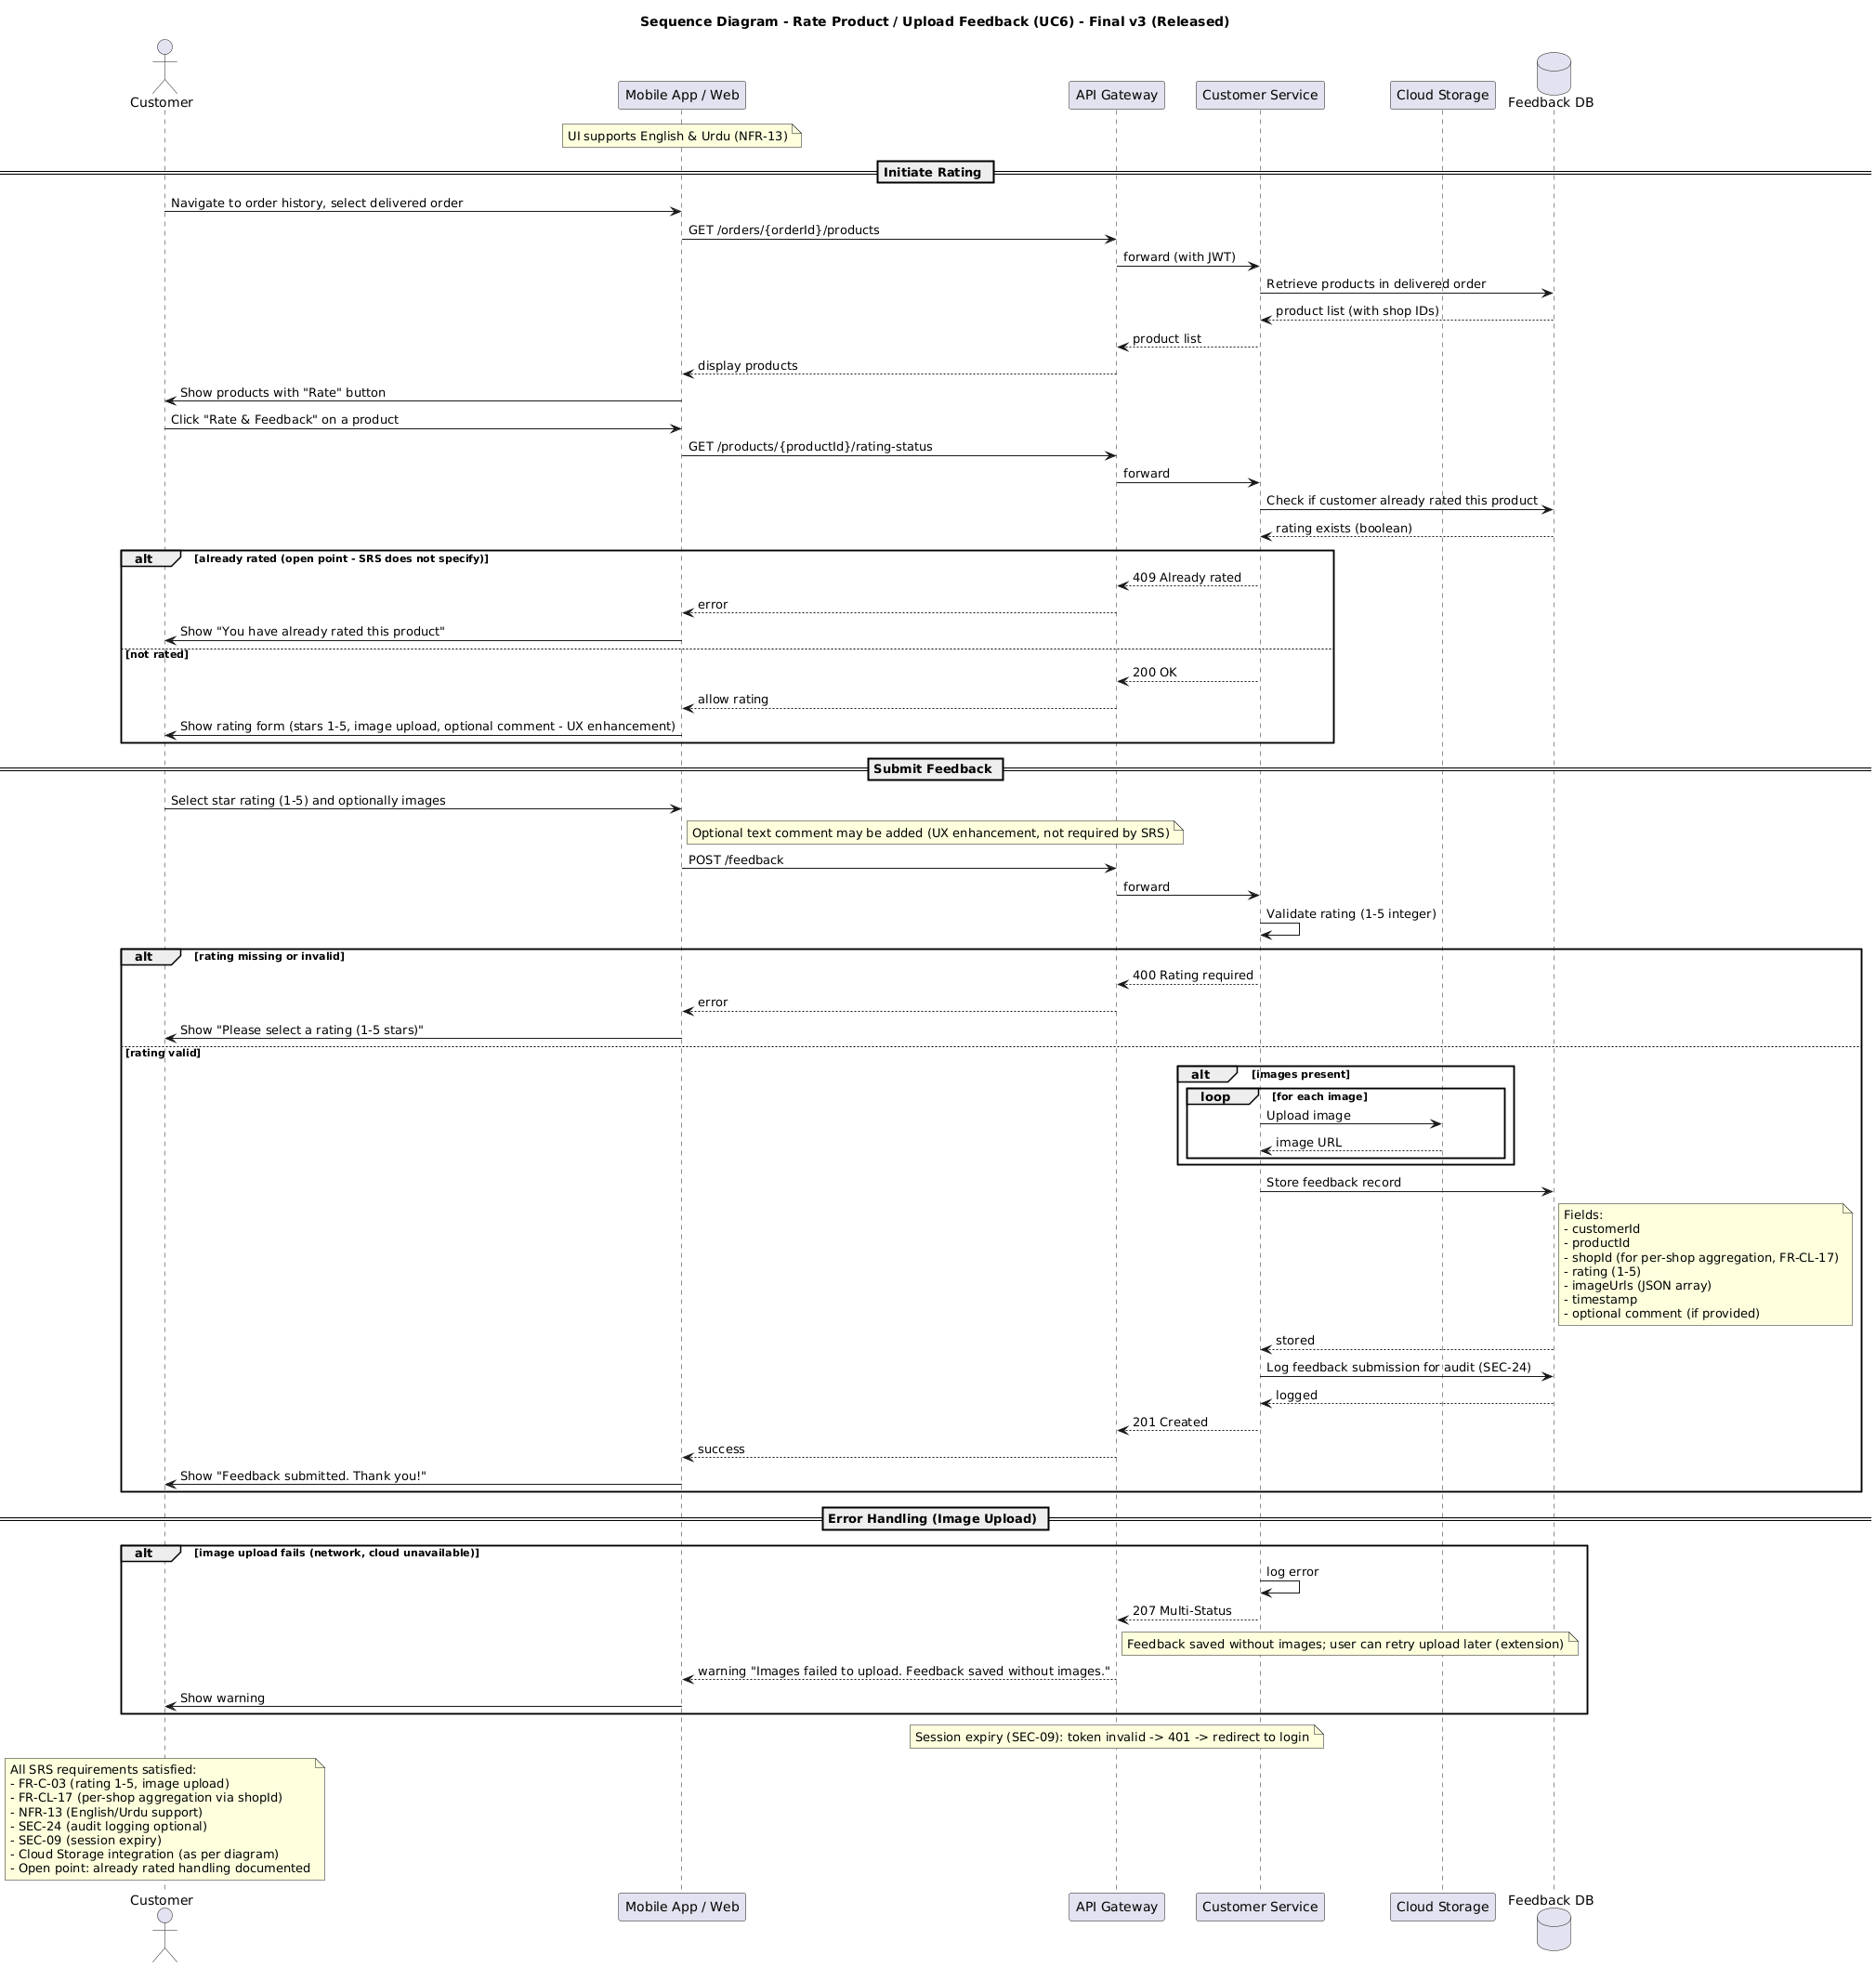 Sequence Diagram - Rate Product / Upload Feedback (UC6) - Final v3 (Released)
Customer
Mobile App / Web
API Gateway
Customer Service
Cloud Storage
Feedback DB
UI supports English & Urdu (NFR-13)
Initiate Rating
Navigate to order history, select delivered order
GET /orders/{orderId}/products
forward (with JWT)
Retrieve products in delivered order
product list (with shop IDs)
product list
display products
Show products with "Rate" button
Click "Rate & Feedback" on a product
GET /products/{productId}/rating-status
forward
Check if customer already rated this product
rating exists (boolean)
alt
[already rated (open point - SRS does not specify)]
409 Already rated
error
Show "You have already rated this product"
[not rated]
200 OK
allow rating
Show rating form (stars 1-5, image upload, optional comment - UX enhancement)
Submit Feedback
Select star rating (1-5) and optionally images
Optional text comment may be added (UX enhancement, not required by SRS)
POST /feedback
forward
Validate rating (1-5 integer)
alt
[rating missing or invalid]
400 Rating required
error
Show "Please select a rating (1-5 stars)"
[rating valid]
alt
[images present]
loop
[for each image]
Upload image
image URL
Store feedback record
Fields:
- customerId
- productId
- shopId (for per-shop aggregation, FR-CL-17)
- rating (1-5)
- imageUrls (JSON array)
- timestamp
- optional comment (if provided)
stored
Log feedback submission for audit (SEC-24)
logged
201 Created
success
Show "Feedback submitted. Thank you!"
Error Handling (Image Upload)
alt
[image upload fails (network, cloud unavailable)]
log error
207 Multi-Status
Feedback saved without images; user can retry upload later (extension)
warning "Images failed to upload. Feedback saved without images."
Show warning
Session expiry (SEC-09): token invalid -> 401 -> redirect to login
All SRS requirements satisfied:
- FR-C-03 (rating 1-5, image upload)
- FR-CL-17 (per-shop aggregation via shopId)
- NFR-13 (English/Urdu support)
- SEC-24 (audit logging optional)
- SEC-09 (session expiry)
- Cloud Storage integration (as per diagram)
- Open point: already rated handling documented
Customer
Mobile App / Web
API Gateway
Customer Service
Cloud Storage
Feedback DB